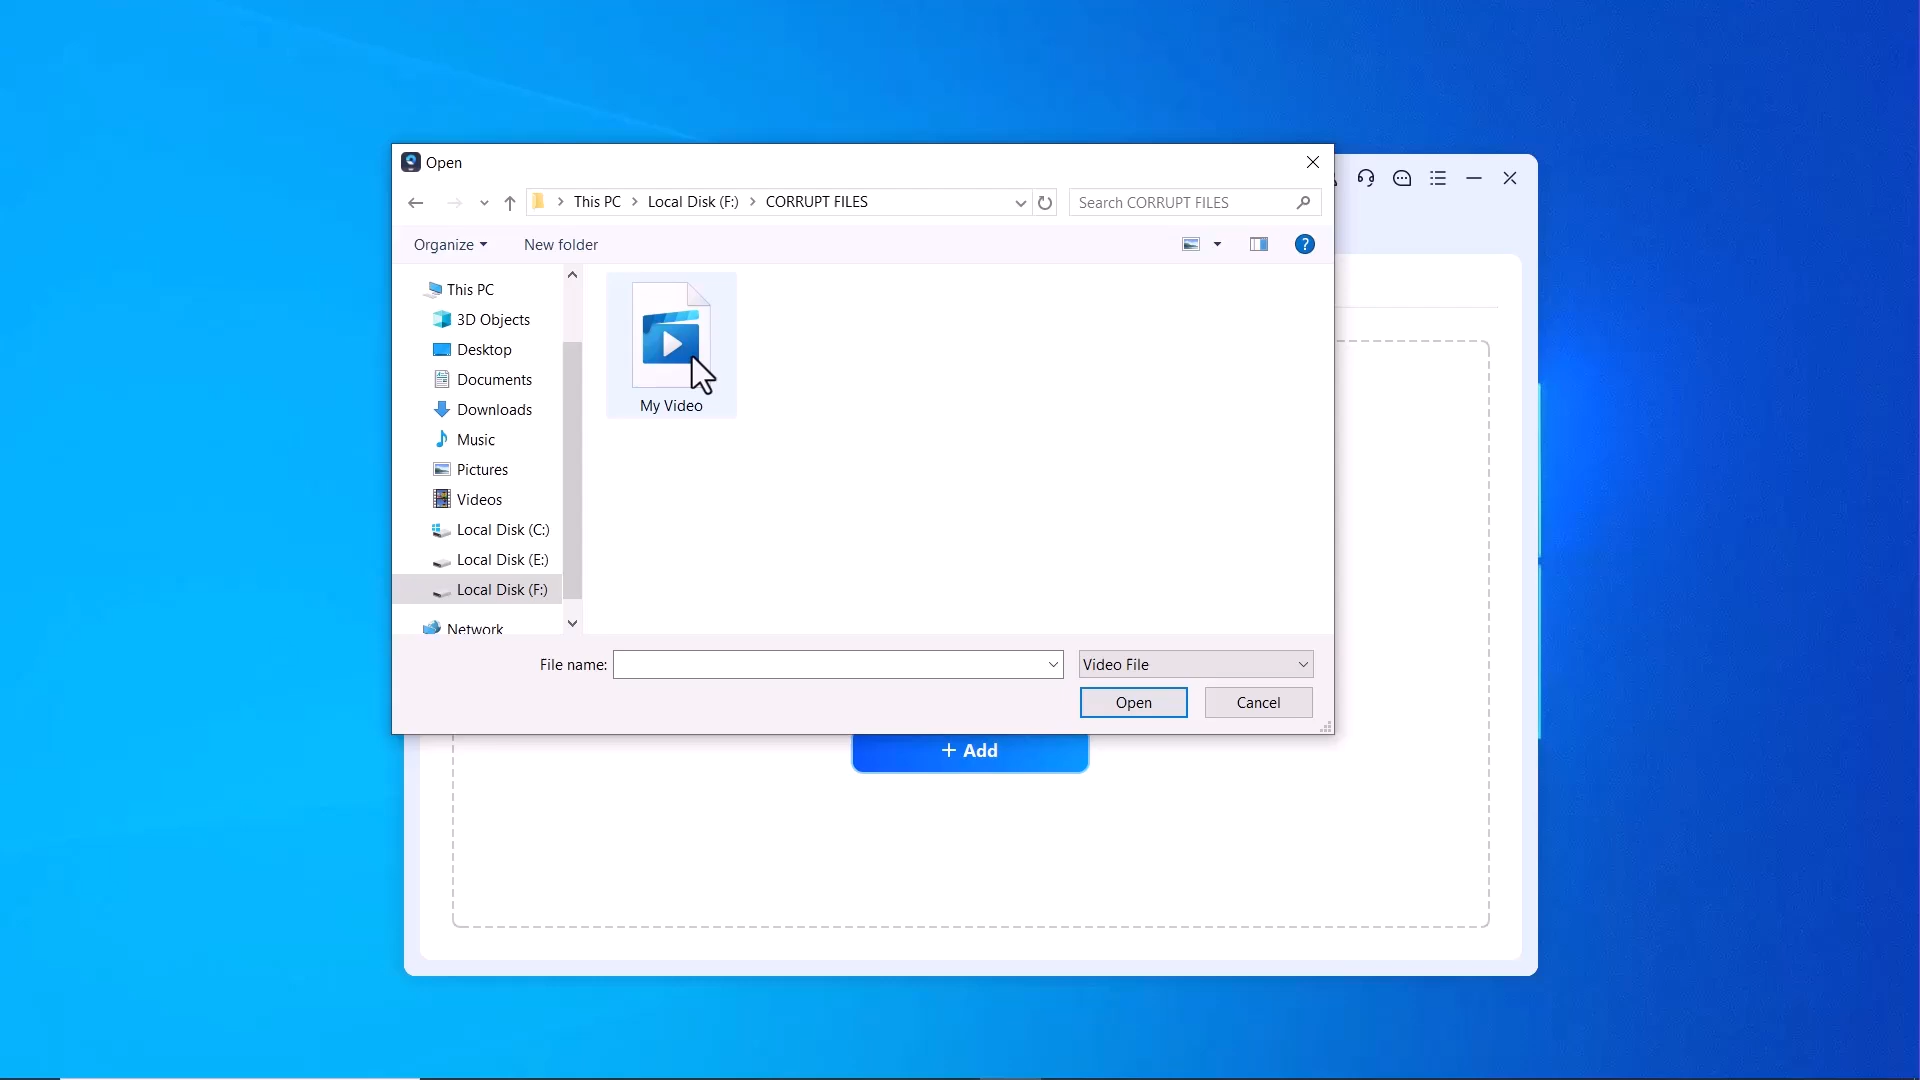 Open
This PC
Local Disk (F:)
CORRUPT FILES
Search CORRUPT FILES
Organize
New folder
?
This PC
3D Objects
Desktop
Documents
Downloads
Music
Pictures
Videos
Local Disk (C:)
Local Disk (E:)
Local Disk (F:)
Network
My Video
File name:
Video File
Open
Cancel
+ Add